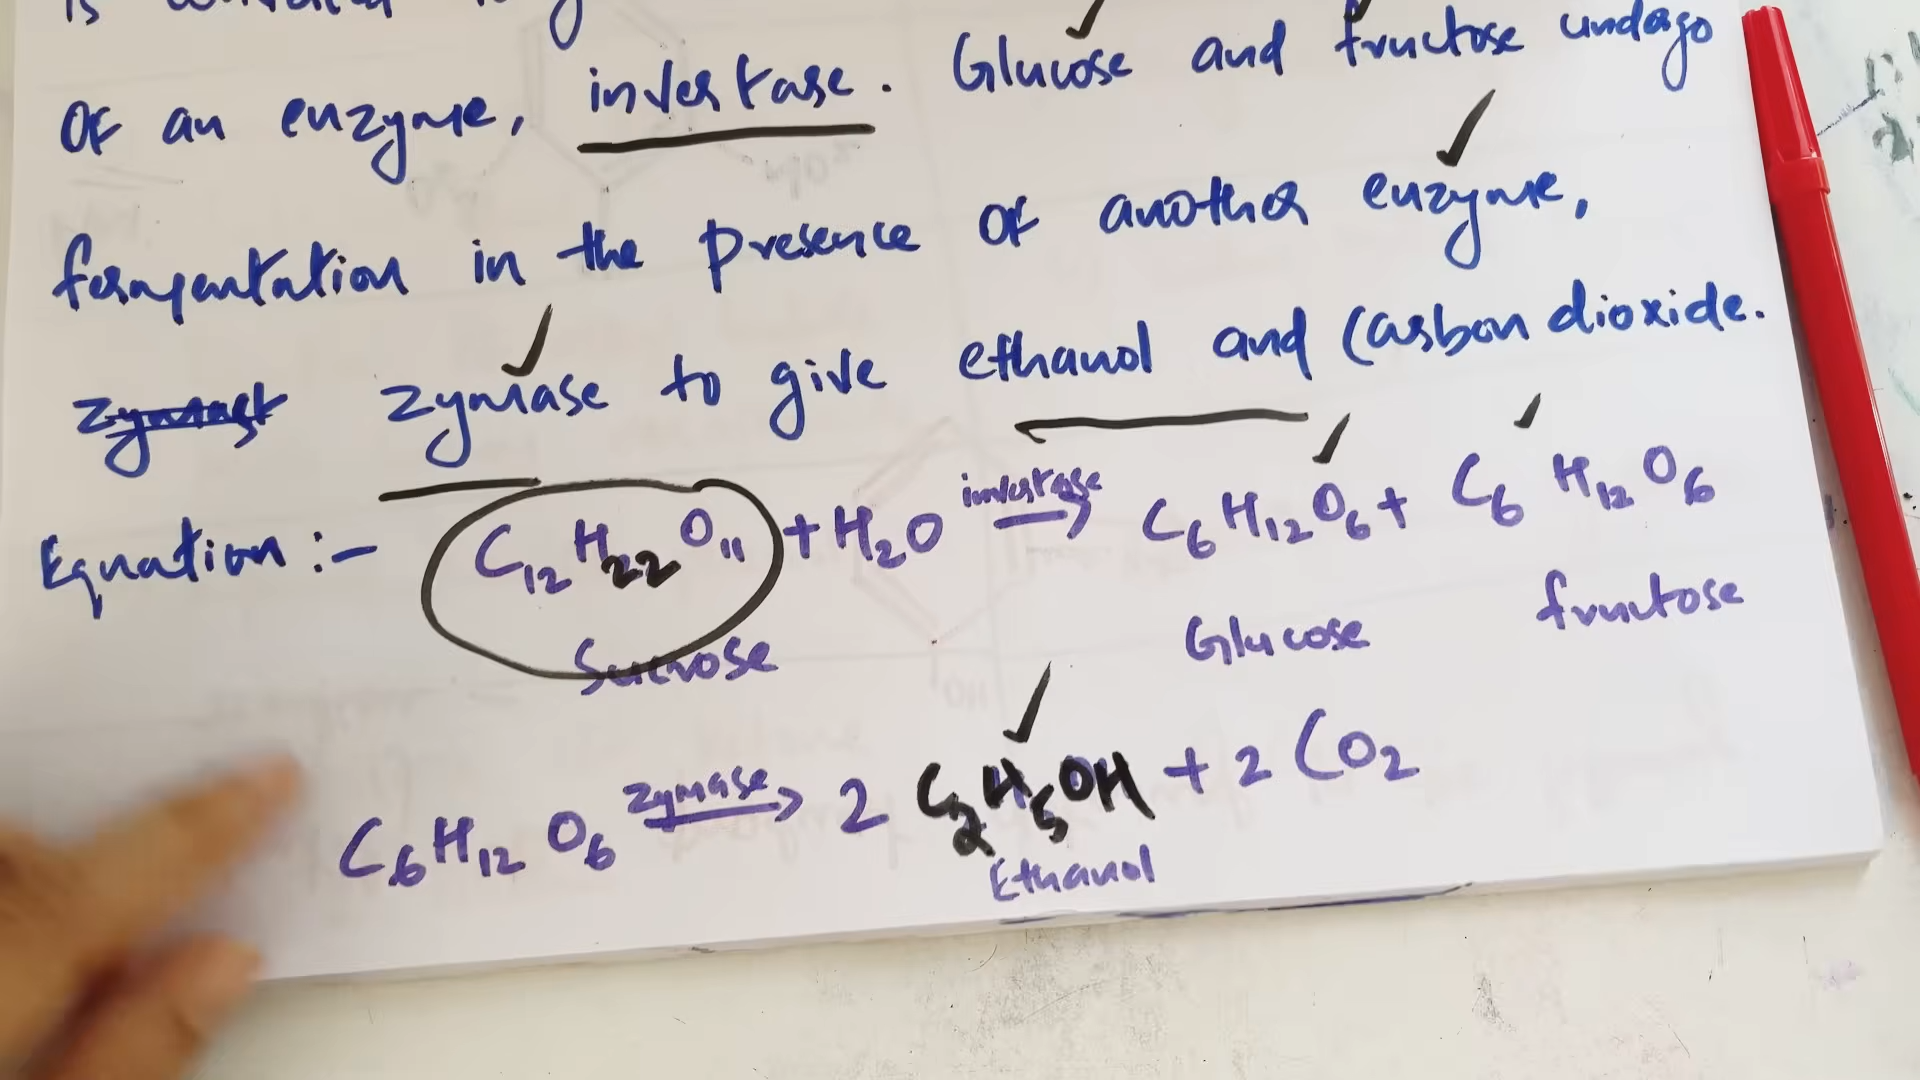 is
of an enzyme, invertase. Glucose and fructose undergo
fermentation in the presence of another enzyme,
zymase to give ethanol and Carbon dioxide.
Equation :- C12H22O11 + H2O invertase → C6H12O6 + C6H12O6
Sucrose Glucose fructose
C6H12O6 zymase → 2 C2H5OH + 2 CO2
Ethanol